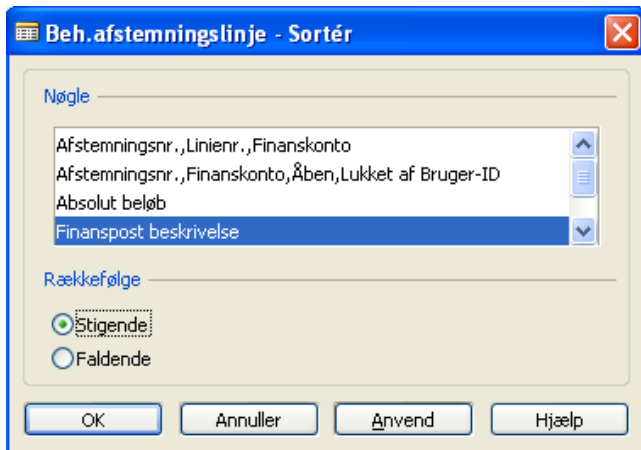 Beh.afstemningslinje - Sortér
Nøgle
Afstemningsnr.,Linienr.,Finanskonto
Afstemningsnr.,Finanskonto,Åben,Lukket af Bruger-ID
Absolut beløb
Finanspost beskrivelse
Rækkefølge
Stigende
Faldende
OK Annuller Anvend Hjælp